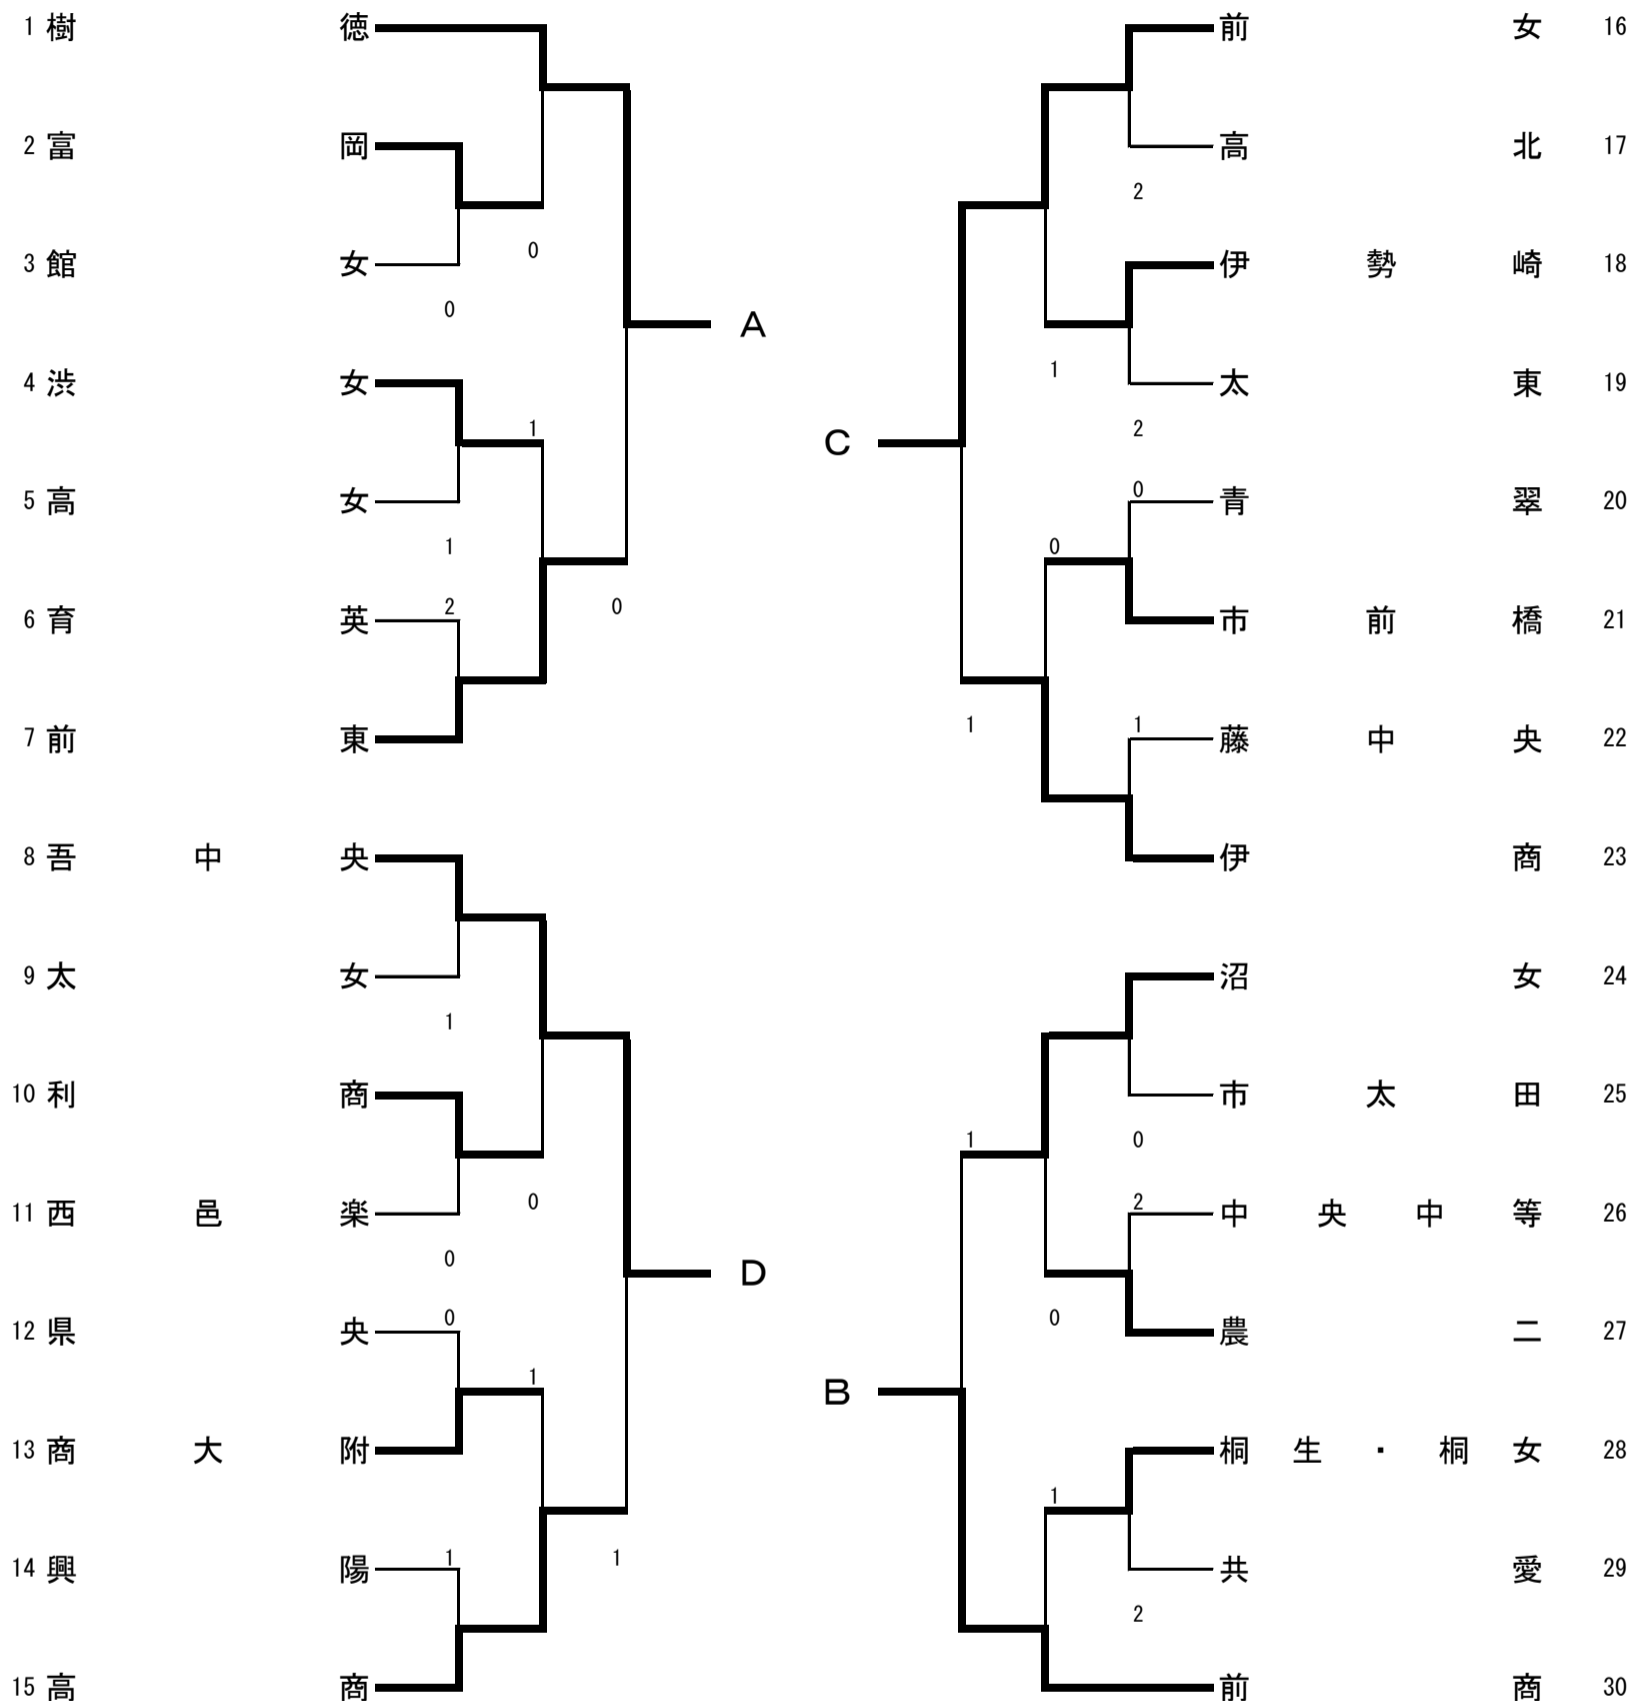 1 樹徳
2 富岡
0
3 館女
0
A
4 渋女
1
5 高女
1
6 育英
2
0
7 前東
8 吾中央
9 太女
1
10 利商
11 西邑楽
0
0
D
12 県央
0
1
13 商大附
14 興陽
1
1
15 高商
前女 16
高北 17
2
伊勢崎 18
1
太東 19
2
C
0
青翠 20
0
市前橋 21
1
1
藤中央 22
伊商 23
沼女 24
市太田 25
1
0
2
中央中等 26
0
農二 27
B
桐生・桐女 28
1
共愛 29
2
前商 30